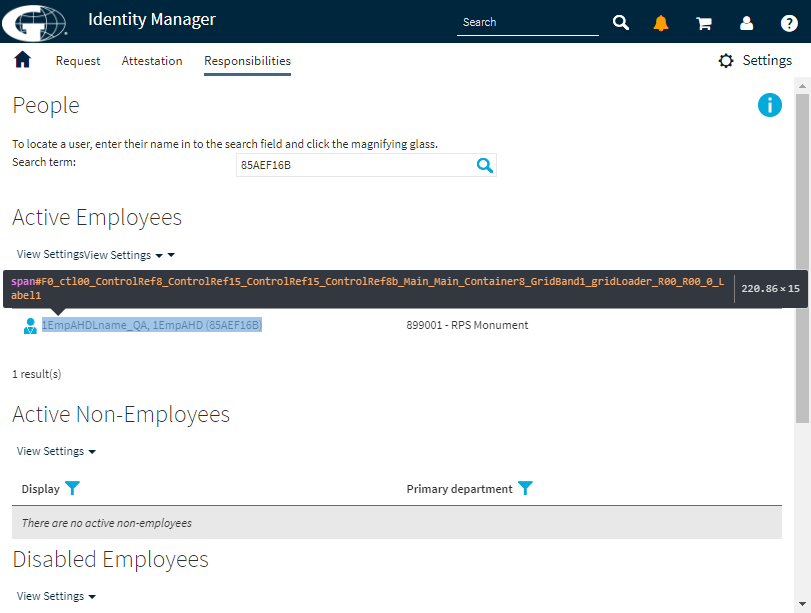 Identity Manager
Search
Request Attestation Responsibilities
Settings
People
To locate a user, enter their name in to the search field and click the magnifying glass.
Search term: 85AEF16B
Active Employees
View SettingsView Settings
span#F0_ctl00_ControlRef8_ControlRef15_ControlRef15_ControlRef8b_Main_Main_Container8_GridBand1_gridLoader_R00_R00_0_L
abel1
220.86 × 15
1EmpAHDLname_QA, 1EmpAHD (85AEF16B) 899001 - RPS Monument
1 result(s)
Active Non-Employees
View Settings
Display Primary department
There are no active non-employees
Disabled Employees
View Settings